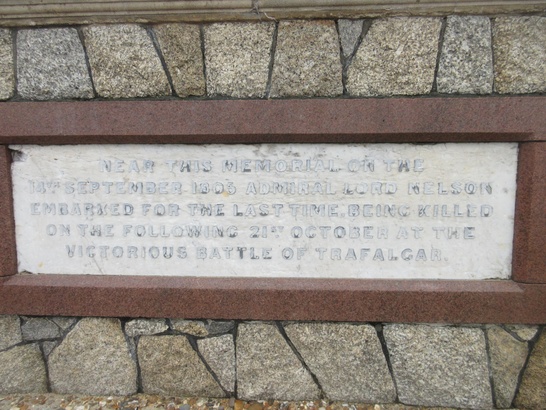 NEAR THIS MEMORIAL ON THE
14TH SEPTEMBER 1805 ADMIRAL LORD NELSON
EMBARKED FOR THE LAST TIME. BEING KILLED
ON THE FOLLOWING 21ST OCTOBER AT THE
VICTORIOUS BATTLE OF TRAFALGAR.